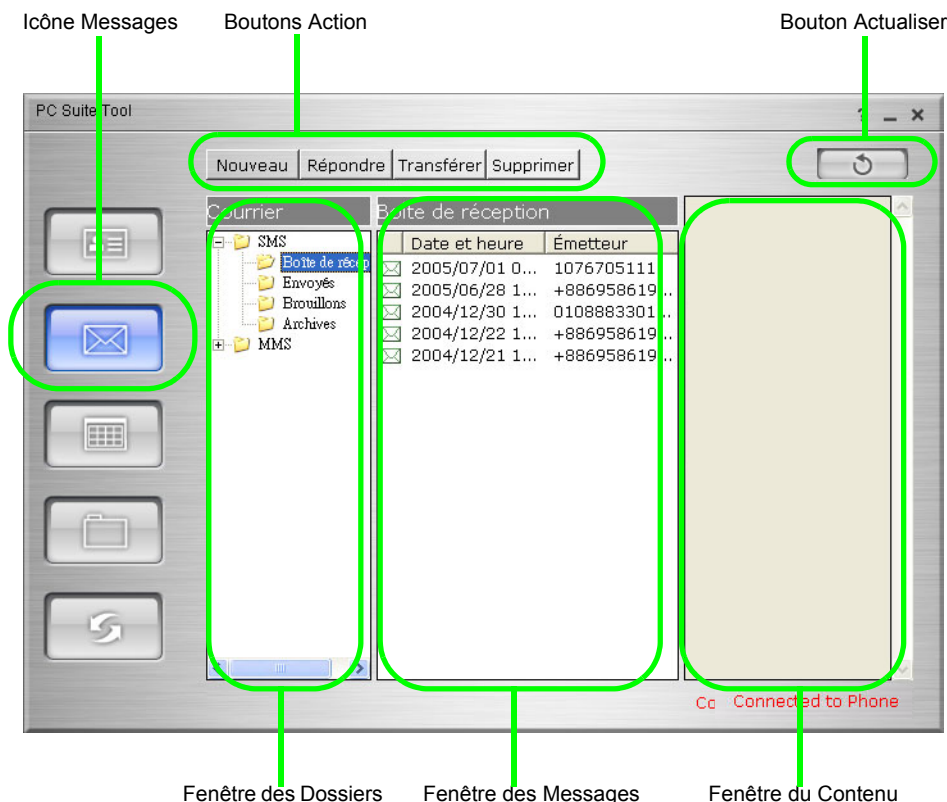 Icône Messages Boutons Action Bouton Actualiser
PC Suite Tool
Nouveau Répondre Transférer Supprimer
Courrier
SMS
Boîte de récep
Envoyés
Brouillons
Archives
MMS
Boîte de réception
Date et heure Émetteur
2005/07/01 0... 1076705111
2005/06/28 1... +886958619...
2004/12/30 1... 0108883301...
2004/12/22 1... +886958619...
2004/12/21 1... +886958619...
Co Connected to Phone
Fenêtre des Dossiers Fenêtre des Messages Fenêtre du Contenu